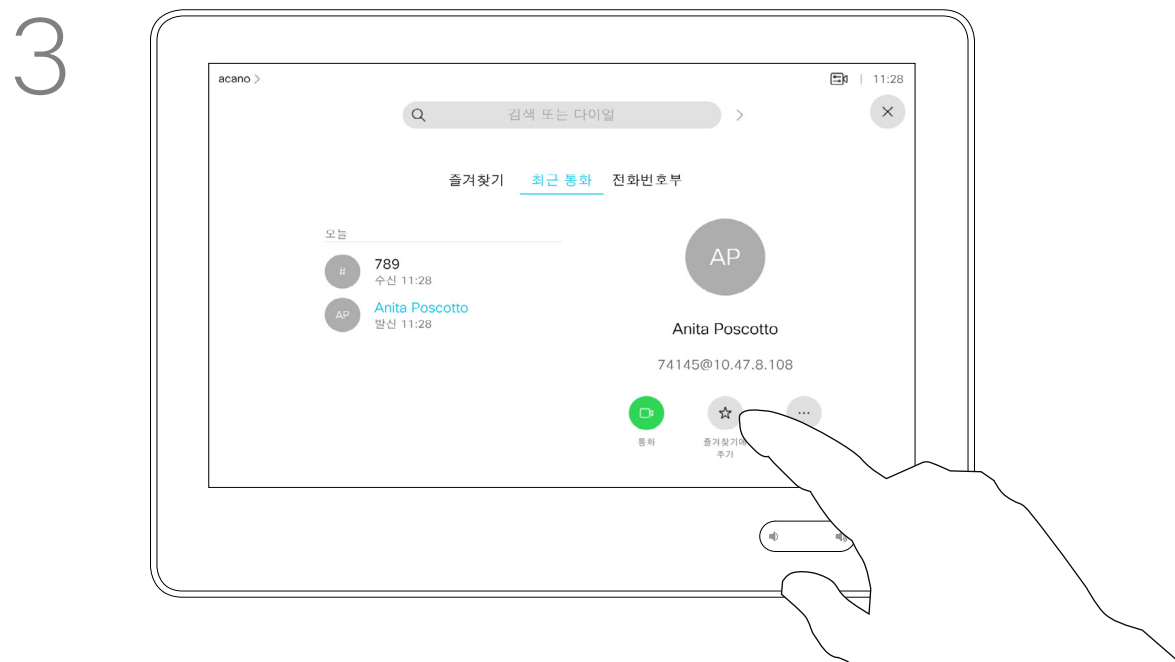 3
acano >
11:28
검색 또는 다이얼
즐겨찾기 최근 통화 전화번호부
오늘
#
789
수신 11:28
AP
Anita Poscotto
발신 11:28
AP
Anita Poscotto
74145@10.47.8.108
...
통화
즐겨찾기에
추가